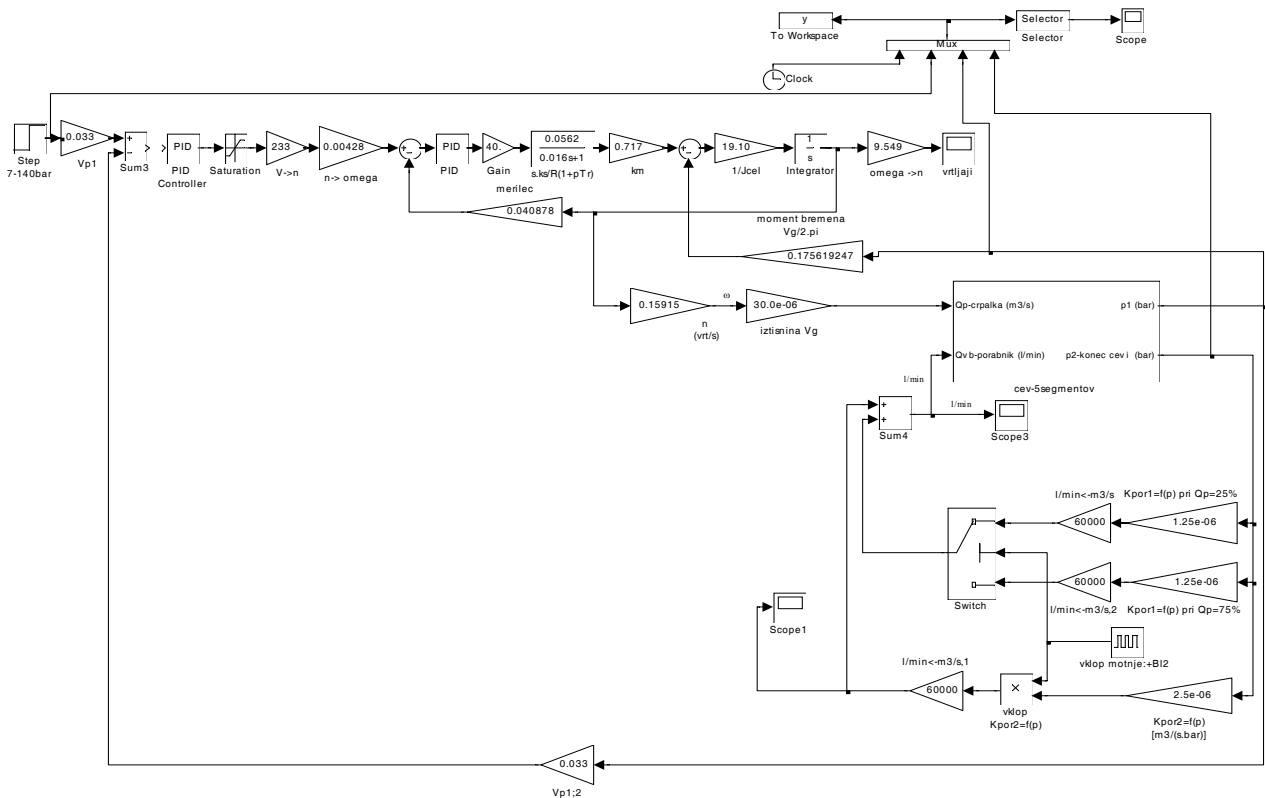 y
To Workspace
Selector
Selector
Scope
Mux
Clock
Step
7-140bar
0.033
Vp1
+
−
Sum3
PID
PID
Controller
Saturation
233
V->n
0.00428
n-> omega
+
−
PID
PID
40.
Gain
0.0562
0.016s+1
s.ks/R(1+pTr)
0.717
km
+
−
19.10
1/Jcel
1
s
Integrator
9.549
omega ->n
vrtljaji
merilec
0.040878
moment bremena
Vg/2.pi
0.175619247
0.15915
n
(vrt/s)
ω
30.0e-06
iztisnina Vg
Qp-crpalka (m3/s)
p1 (bar)
Qvb-porabnik (l/min)
p2-konec cevi (bar)
cev-5segmentov
l/min
l/min
+
+
Sum4
Scope3
l/min<-m3/s
Kpor1=f(p) pri Qp=25%
60000
1.25e-06
60000
1.25e-06
Switch
l/min<-m3/s,2
Kpor1=f(p) pri Qp=75%
Scope1
vklop motnje:+Bl2
l/min<-m3/s,1
60000
×
vklop
Kpor2=f(p)
2.5e-06
Kpor2=f(p)
[m3/(s.bar)]
0.033
Vp1;2